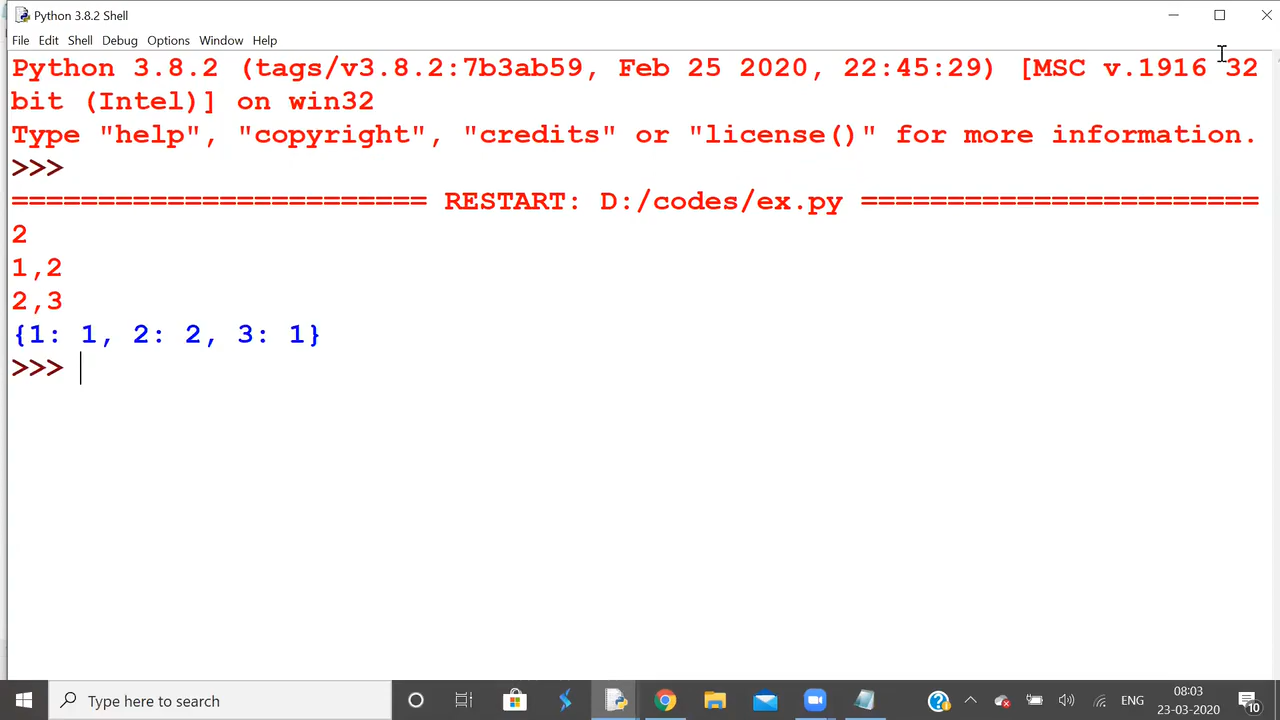 Python 3.8.2 Shell
File Edit Shell Debug Options Window Help
Python 3.8.2 (tags/v3.8.2:7b3ab59, Feb 25 2020, 22:45:29) [MSC v.1916 32
bit (Intel)] on win32
Type "help", "copyright", "credits" or "license()" for more information.
>>>
======================== RESTART: D:/codes/ex.py =======================
2
1,2
2,3
{1: 1, 2: 2, 3: 1}
>>>
Type here to search
ENG
08:03
23-03-2020
10